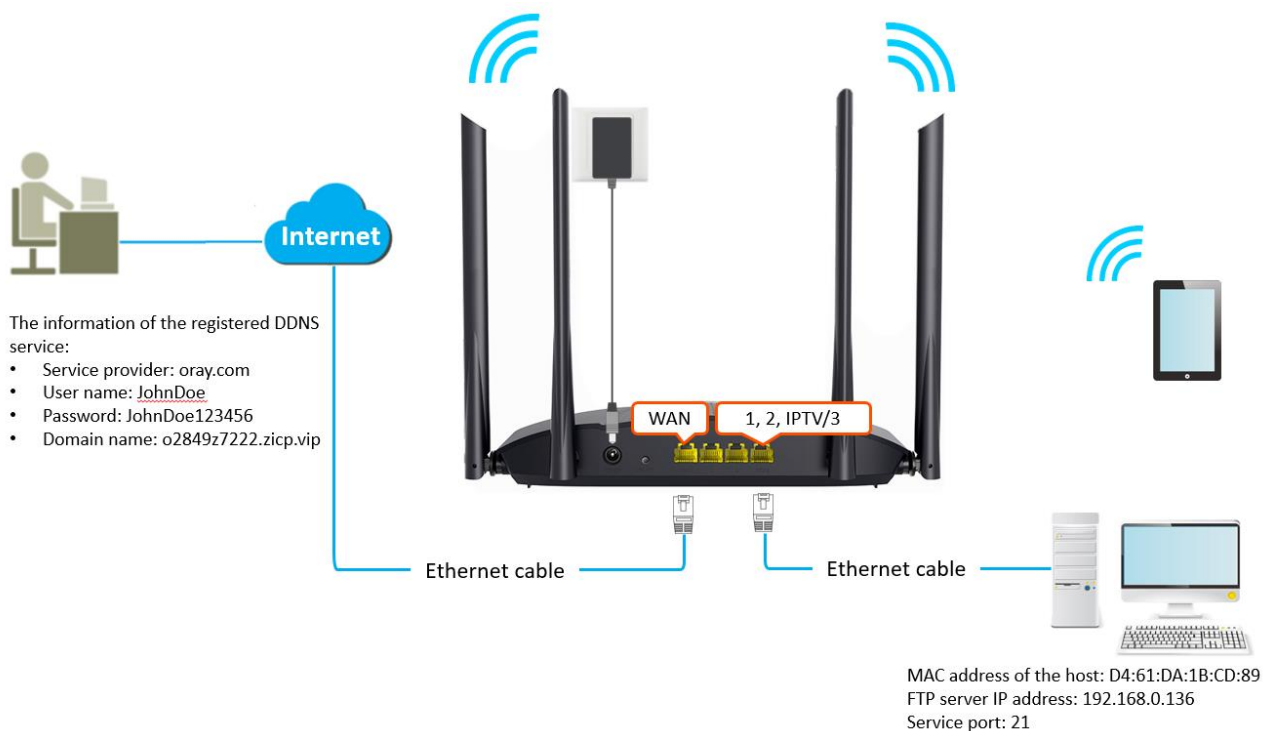 Internet
The information of the registered DDNS
service:
• Service provider: oray.com
• User name: JohnDoe
• Password: JohnDoe123456
• Domain name: o2849z7222.zicp.vip
WAN
1, 2, IPTV/3
Ethernet cable
Ethernet cable
MAC address of the host: D4:61:DA:1B:CD:89
FTP server IP address: 192.168.0.136
Service port: 21